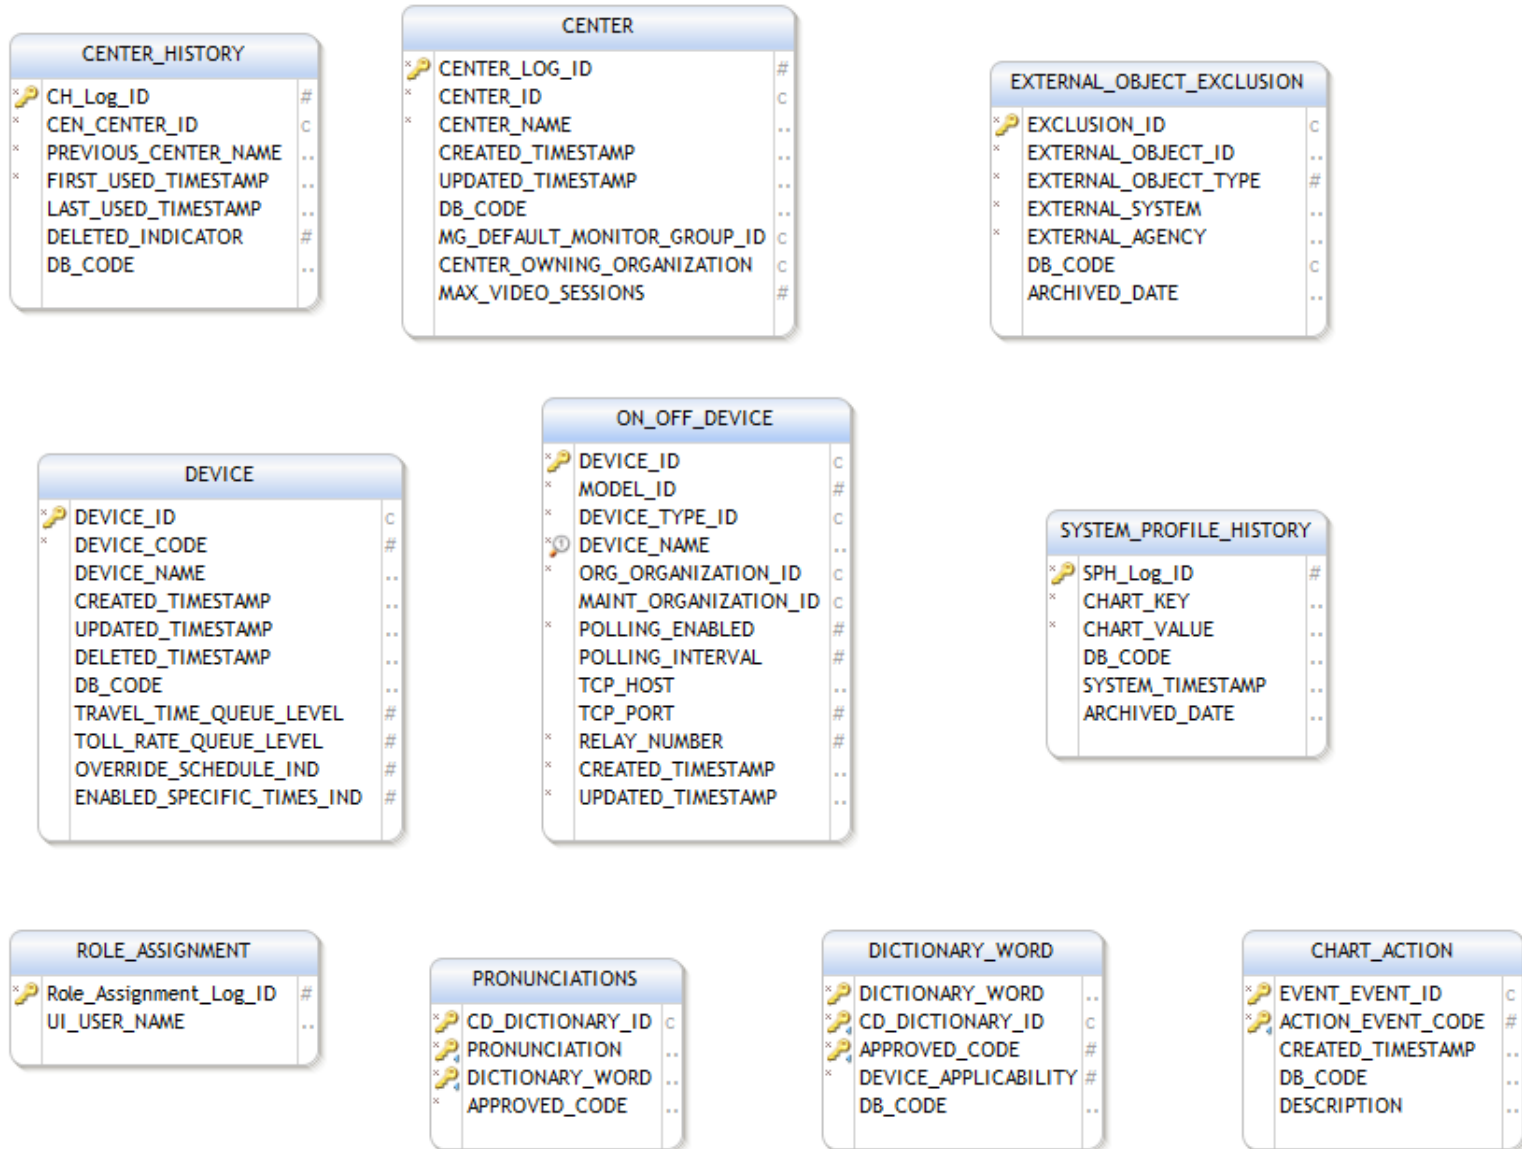 CENTER_HISTORY
CH_Log_ID #
CEN_CENTER_ID c
PREVIOUS_CENTER_NAME ..
FIRST_USED_TIMESTAMP ..
LAST_USED_TIMESTAMP ..
DELETED_INDICATOR #
DB_CODE ..
CENTER
CENTER_LOG_ID #
CENTER_ID c
CENTER_NAME ..
CREATED_TIMESTAMP ..
UPDATED_TIMESTAMP ..
DB_CODE ..
MG_DEFAULT_MONITOR_GROUP_ID c
CENTER_OWNING_ORGANIZATION c
MAX_VIDEO_SESSIONS #
EXTERNAL_OBJECT_EXCLUSION
EXCLUSION_ID c
EXTERNAL_OBJECT_ID ..
EXTERNAL_OBJECT_TYPE #
EXTERNAL_SYSTEM ..
EXTERNAL_AGENCY ..
DB_CODE c
ARCHIVED_DATE ..
DEVICE
DEVICE_ID c
DEVICE_CODE #
DEVICE_NAME ..
CREATED_TIMESTAMP ..
UPDATED_TIMESTAMP ..
DELETED_TIMESTAMP ..
DB_CODE ..
TRAVEL_TIME_QUEUE_LEVEL #
TOLL_RATE_QUEUE_LEVEL #
OVERRIDE_SCHEDULE_IND #
ENABLED_SPECIFIC_TIMES_IND #
ON_OFF_DEVICE
DEVICE_ID c
MODEL_ID #
DEVICE_TYPE_ID c
DEVICE_NAME ..
ORG_ORGANIZATION_ID c
MAINT_ORGANIZATION_ID c
POLLING_ENABLED #
POLLING_INTERVAL #
TCP_HOST ..
TCP_PORT #
RELAY_NUMBER #
CREATED_TIMESTAMP ..
UPDATED_TIMESTAMP ..
SYSTEM_PROFILE_HISTORY
SPH_Log_ID #
CHART_KEY ..
CHART_VALUE ..
DB_CODE ..
SYSTEM_TIMESTAMP ..
ARCHIVED_DATE ..
ROLE_ASSIGNMENT
Role_Assignment_Log_ID #
UI_USER_NAME ..
PRONUNCIATIONS
CD_DICTIONARY_ID c
PRONUNCIATION ..
DICTIONARY_WORD ..
APPROVED_CODE ..
DICTIONARY_WORD
DICTIONARY_WORD ..
CD_DICTIONARY_ID c
APPROVED_CODE #
DEVICE_APPLICABILITY #
DB_CODE ..
CHART_ACTION
EVENT_EVENT_ID c
ACTION_EVENT_CODE #
CREATED_TIMESTAMP ..
DB_CODE ..
DESCRIPTION ..